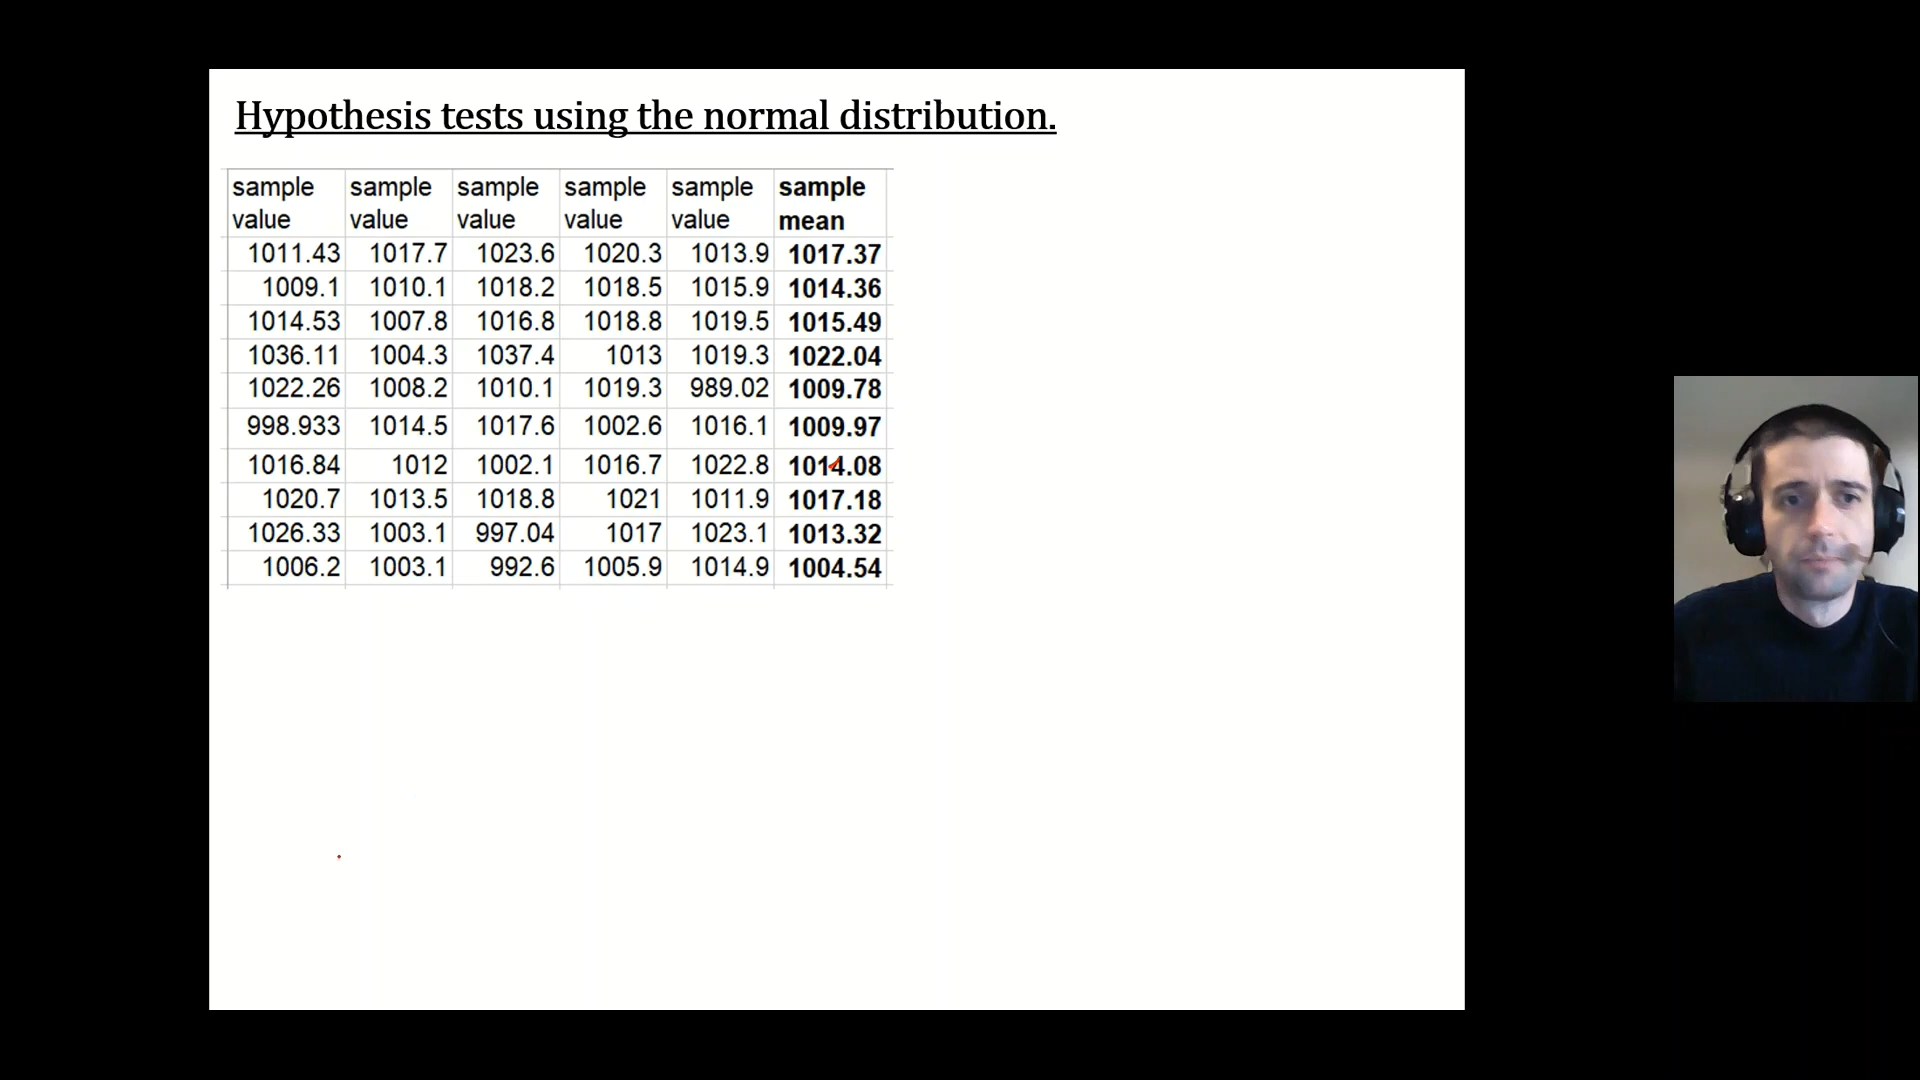 Hypothesis tests using the normal distribution.
sample value sample value sample value sample value sample value sample mean
1011.43 1017.7 1023.6 1020.3 1013.9 1017.37
1009.1 1010.1 1018.2 1018.5 1015.9 1014.36
1014.53 1007.8 1016.8 1018.8 1019.5 1015.49
1036.11 1004.3 1037.4 1013 1019.3 1022.04
1022.26 1008.2 1010.1 1019.3 989.02 1009.78
998.933 1014.5 1017.6 1002.6 1016.1 1009.97
1016.84 1012 1002.1 1016.7 1022.8 1014.08
1020.7 1013.5 1018.8 1021 1011.9 1017.18
1026.33 1003.1 997.04 1017 1023.1 1013.32
1006.2 1003.1 992.6 1005.9 1014.9 1004.54